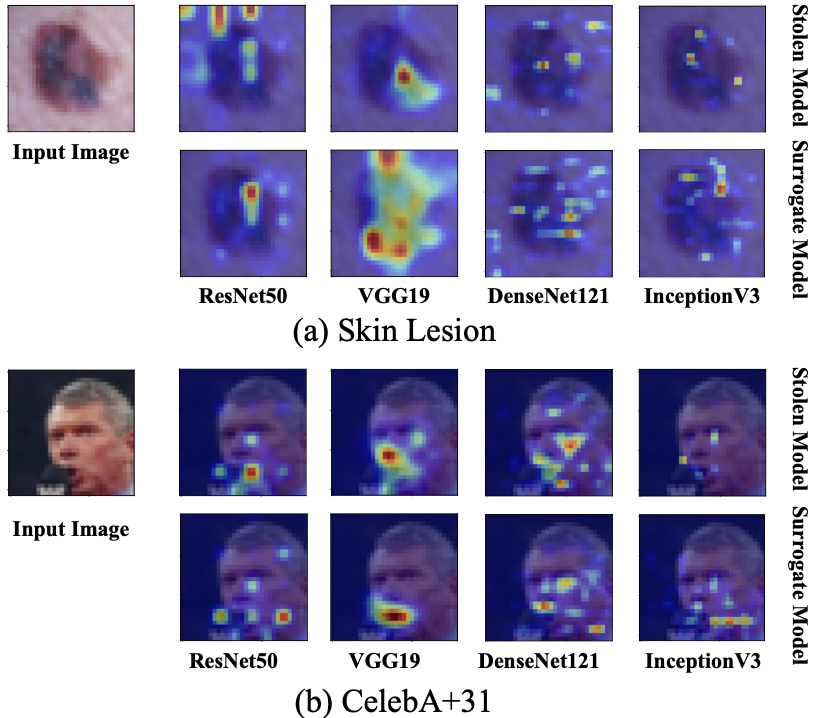 Stolen Model
Input Image
Surrogate Model
ResNet50 VGG19 DenseNet121 InceptionV3
(a) Skin Lesion
Stolen Model
Input Image
Surrogate Model
ResNet50 VGG19 DenseNet121 InceptionV3
(b) CelebA+31